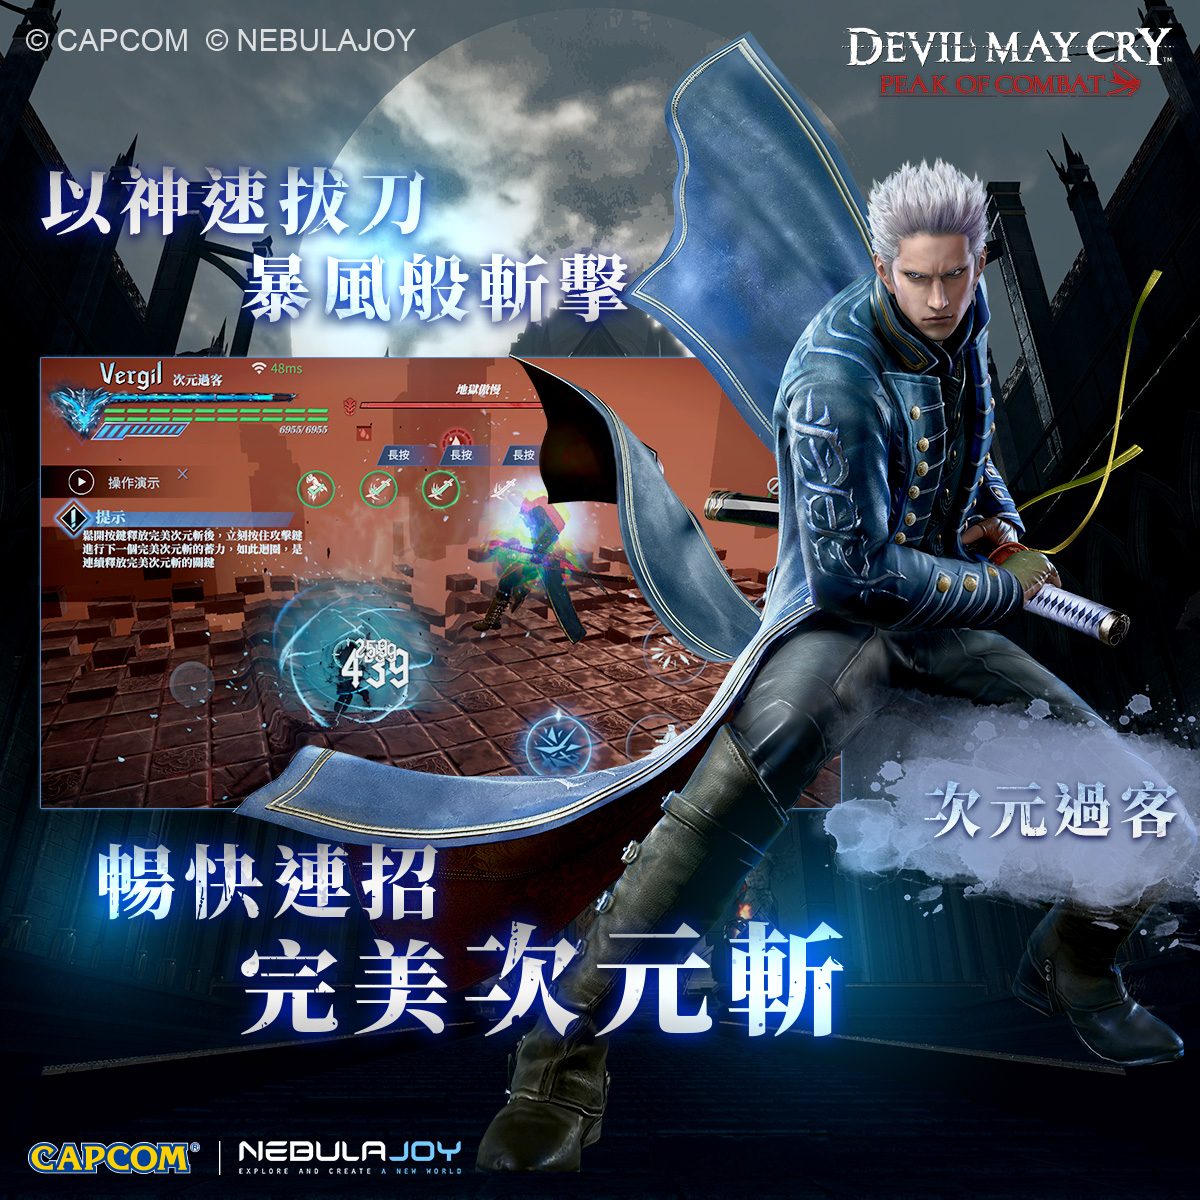 © CAPCOM © NEBULAJOY
DEVIL MAY CRY™
PEAK OF COMBAT
以神速拔刀
暴風般斬擊
Vergil 次元過客
48ms
地獄傲慢
6955/6955
長按
長按
長按
操作演示
提示
鬆開按鍵釋放完美次元斬後，立刻按住攻擊鍵
進行下一個完美次元斬的蓄力，如此迴圈，是
連續釋放完美次元斬的關鍵
439
次元過客
暢快連招
完美次元斬
CAPCOM®
NEBULAJOY
EXPLORE AND CREATE A NEW WORLD